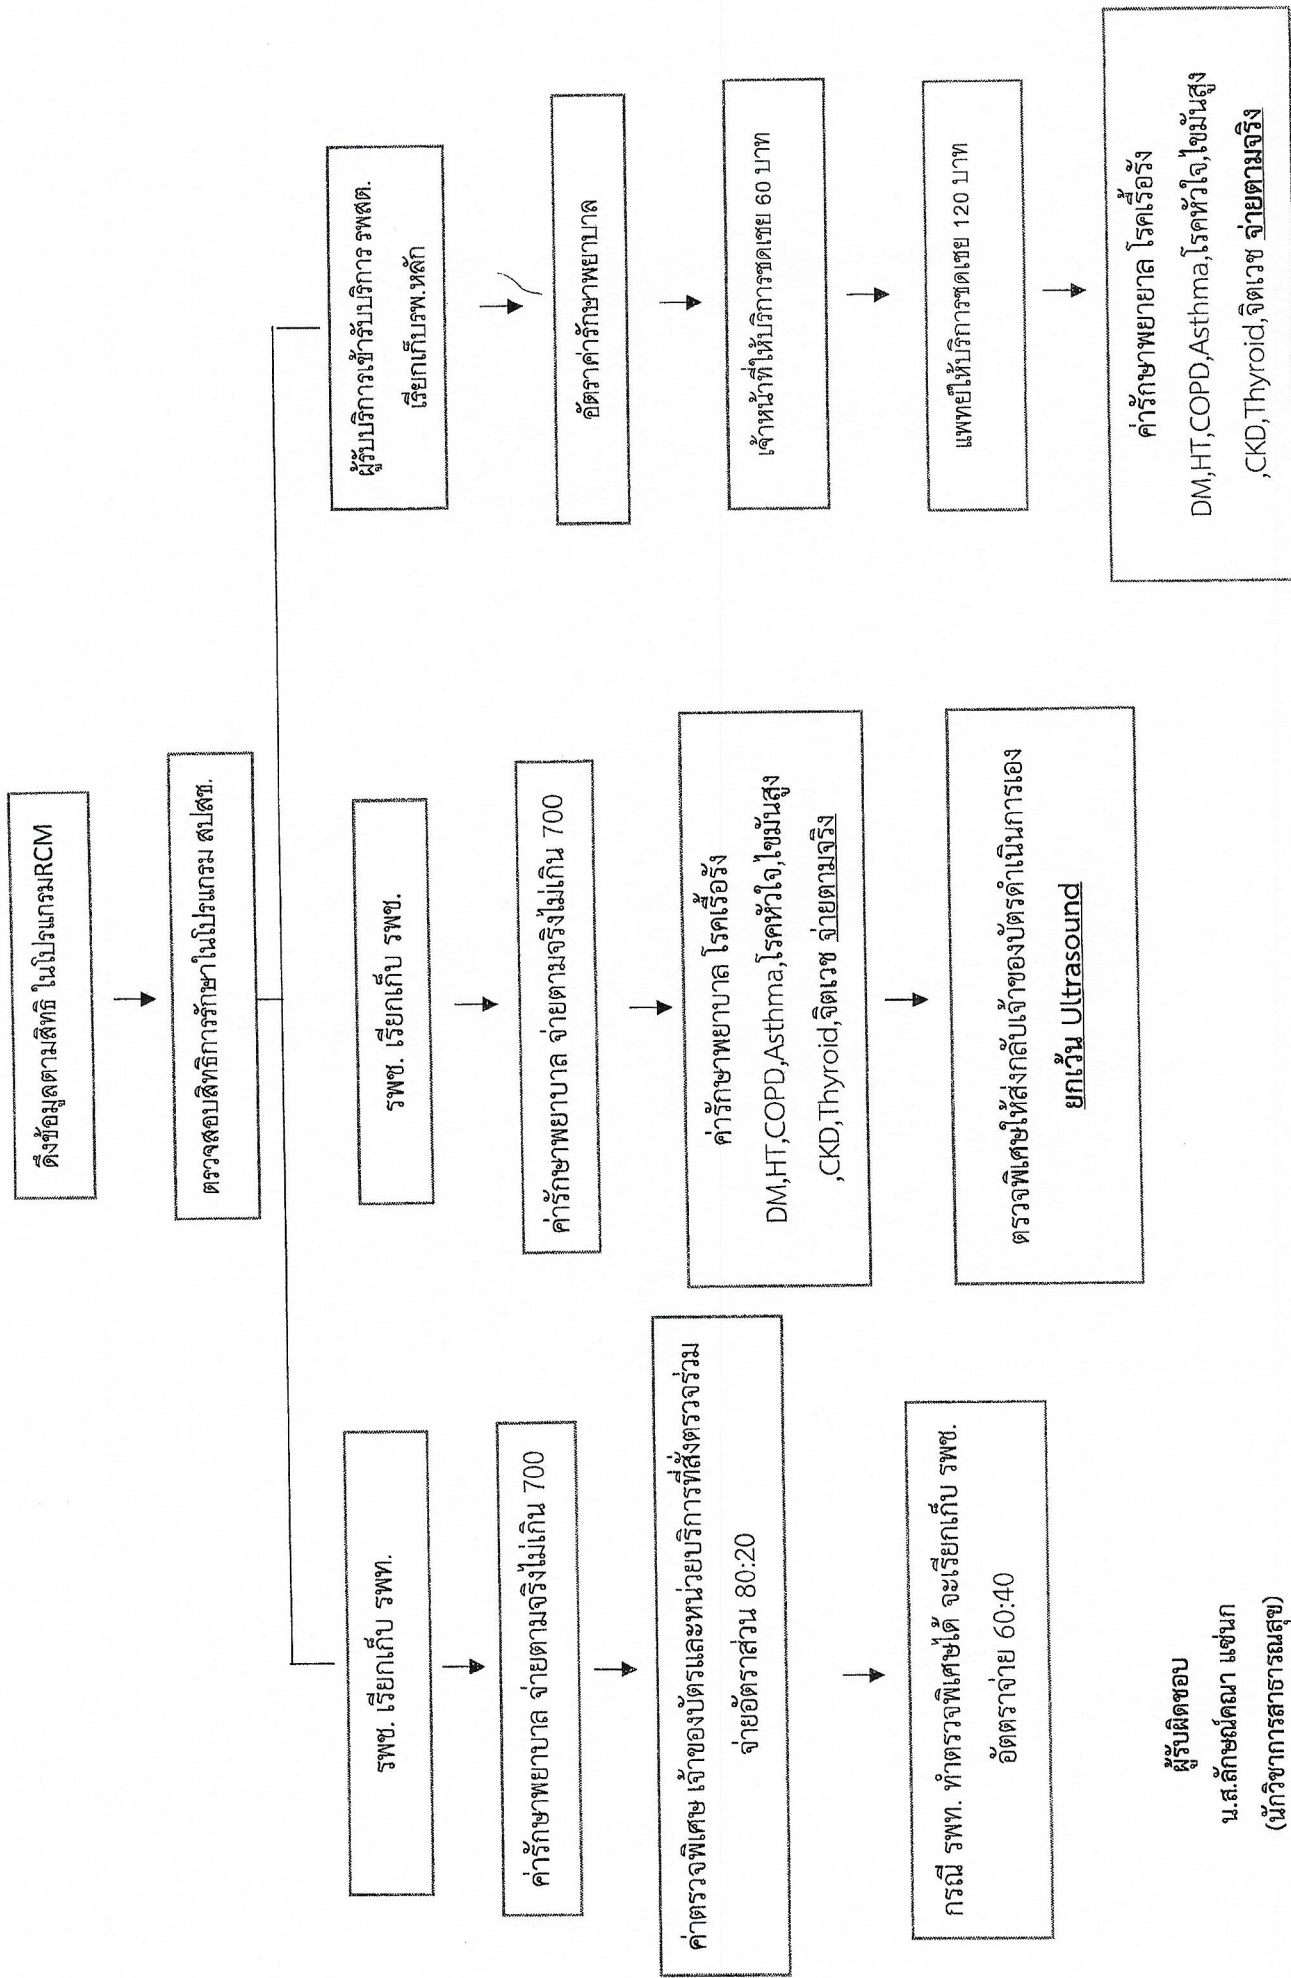 ดึงข้อมูลตามสิทธิ ในโปรแกรมRCM
ตรวจสอบสิทธิการรักษาในโปรแกรม สปสช.
รพช. เรียกเก็บ รพท.
ค่ารักษาพยาบาล จ่ายตามจริงไม่เกิน 700
ค่าตรวจพิเศษ เจ้าของบัตรและหน่วยบริการที่สั่งตรวจร่วม
จ่ายอัตราส่วน 80:20
กรณี รพท. ทำตรวจพิเศษได้ จะเรียกเก็บ รพช.
อัตตราจ่าย 60:40
รพช. เรียกเก็บ รพช.
ค่ารักษาพยาบาล จ่ายตามจริงไม่เกิน 700
ค่ารักษาพยาบาล โรคเรื้อรัง
DM,HT,COPD,Asthma,โรคหัวใจ,ไขมันสูง
,CKD,Thyroid,จิตเวช จ่ายตามจริง
ตรวจพิเศษให้ส่งกลับเจ้าของบัตรดำเนินการเอง
ยกเว้น Ultrasound
ผู้รับบริการเข้ารับบริการ รพสต.
เรียกเก็บรพ.หลัก
อัตราค่ารักษาพยาบาล
เจ้าหน้าที่ให้บริการชดเชย 60 บาท
แพทย์ให้บริการชดเชย 120 บาท
ค่ารักษาพยายาล โรคเรื้อรัง
DM,HT,COPD,Asthma,โรคหัวใจ,ไขมันสูง
,CKD,Thyroid,จิตเวช จ่ายตามจริง
ผู้รับผิดชอบ
น.ส.ลักษณ์คณา แซ่นก
(นักวิชาการสาธารณสุข)